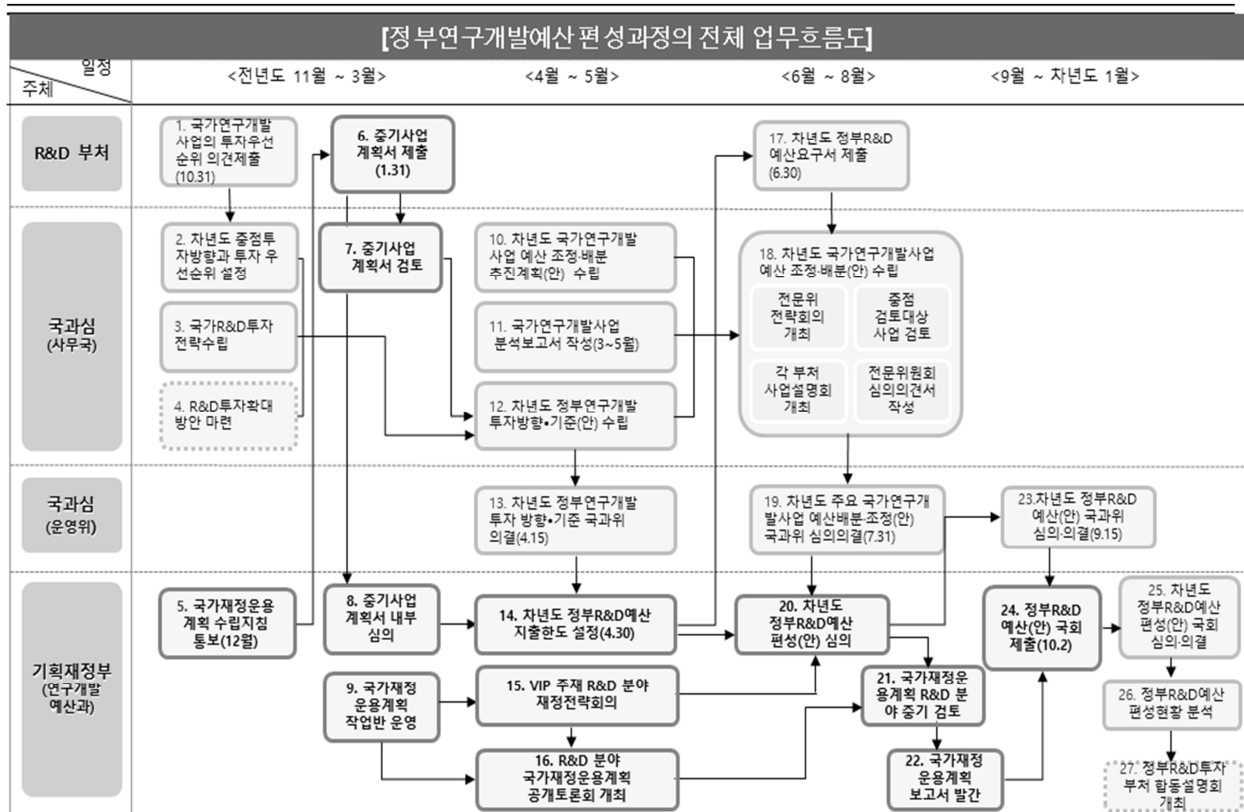 [정부연구개발예산 편성과정의 전체 업무흐름도]
일정
주체
<전년도 11월 ~ 3월>
<4월 ~ 5월>
<6월 ~ 8월>
<9월 ~ 차년도 1월>
R&D 부처
1. 국가연구개발
사업의 투자우선
순위 의견제출
(10.31)
6. 중기사업
계획서 제출
(1.31)
17. 차년도 정부R&D
예산요구서 제출
(6.30)
국과심
(사무국)
2. 차년도 중점투
자방향과 투자 우
선순위 설정
3. 국가R&D투자
전략수립
4. R&D투자확대
방안 마련
7. 중기사업
계획서 검토
10. 차년도 국가연구개발
사업 예산 조정·배분
추진계획(안) 수립
11. 국가연구개발사업
분석보고서 작성(3~5월)
12. 차년도 정부연구개발
투자방향•기준(안) 수립
18. 차년도 국가연구개발사업
예산 조정·배분(안) 수립
전문위
전략회의
개최
중점
검토대상
사업 검토
각 부처
사업설명회
개최
전문위원회
심의의견서
작성
국과심
(운영위)
13. 차년도 정부연구개발
투자 방향•기준 국과위
의결(4.15)
19. 차년도 주요 국가연구개
발사업 예산배분·조정(안)
국과위 심의의결(7.31)
23.차년도 정부R&D
예산(안) 국과위
심의·의결(9.15)
기획재정부
(연구개발
예산과)
5. 국가재정운용
계획 수립지침
통보(12월)
8. 중기사업
계획서 내부
심의
9. 국가재정
운용계획
작업반 운영
14. 차년도 정부R&D예산
지출한도 설정(4.30)
15. VIP 주재 R&D 분야
재정전략회의
16. R&D 분야
국가재정운용계획
공개토론회 개최
20. 차년도
정부R&D예산
편성(안) 심의
21. 국가재정운
용계획 R&D 분
야 중기 검토
22. 국가재정
운용계획
보고서 발간
24. 정부R&D
예산(안) 국회
제출(10.2)
25. 차년도
정부R&D예산
편성(안) 국회
심의·의결
26. 정부R&D예산
편성현황 분석
27. 정부R&D투자
부처 합동설명회
개최